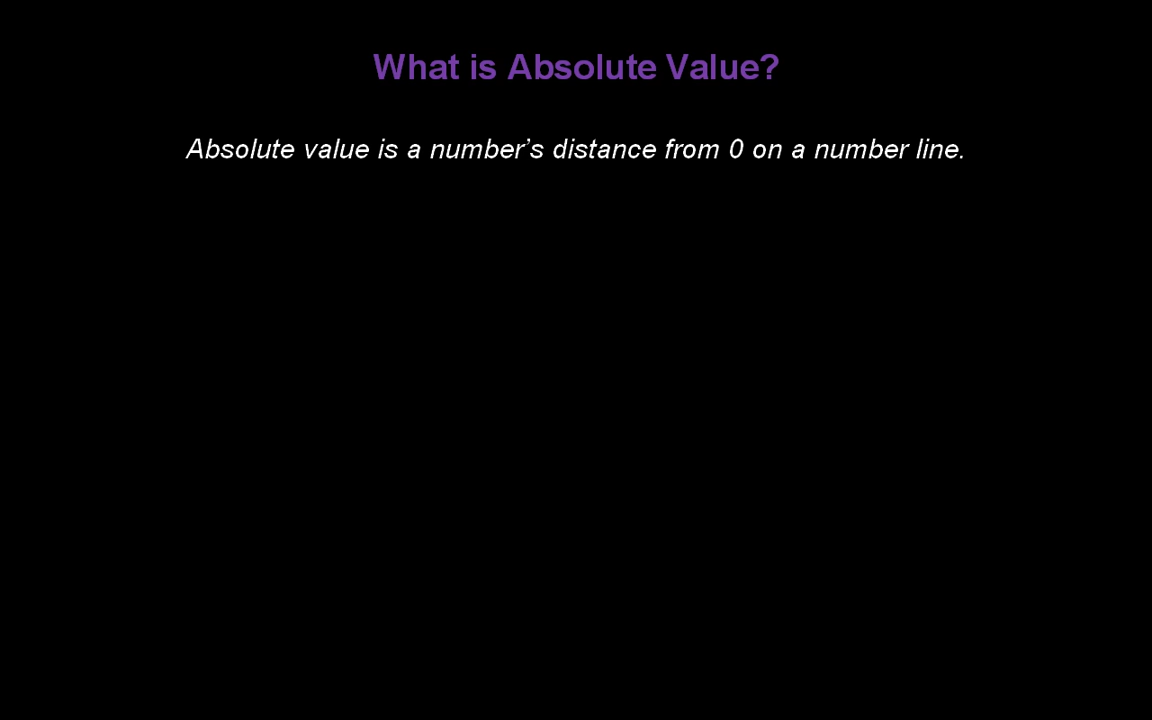 What is Absolute Value?
Absolute value is a number’s distance from 0 on a number line.